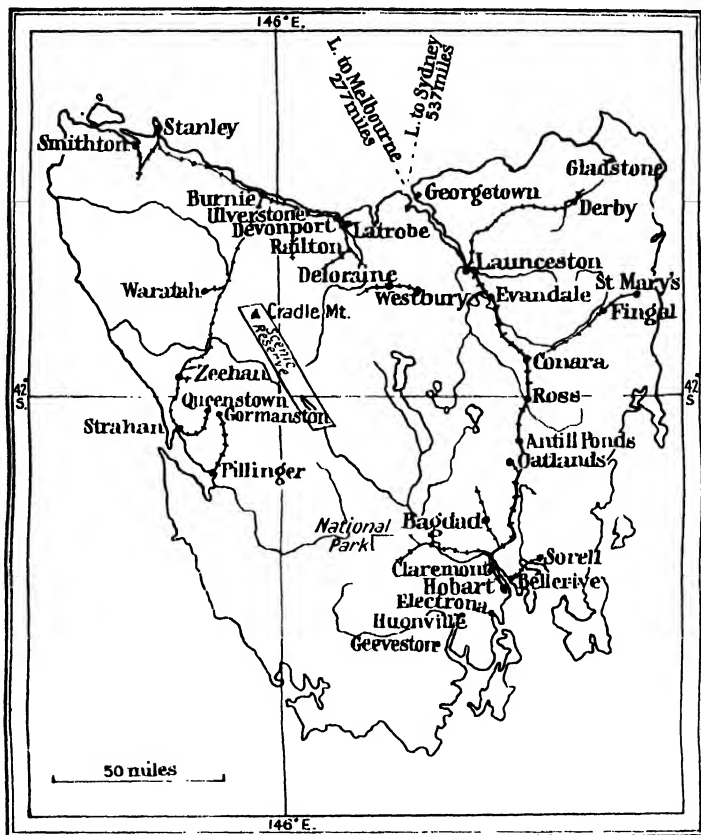 146° E.
L. to Melbourne
277 miles
L. to Sydney
537 miles
Stanley
Smithton
Gladstone
Georgetown
Burnie
Ulverstone
Derby
Devonport
Latrobe
Railton
Launceston
Deloraine
St Mary's
Waratah
Westbury
Evandale
Fingal
Cradle Mt.
Scenic
Reserve
Conara
Zeehan
42°
S.
42°
S.
Queenstown
Ross
Gormanston
Strahan
Antill Ponds
Oatlands
Pillinger
National
Park
Bagdad
Sorell
Claremont
Bellerive
Hobart
Electrona
Huonville
Geeveston
50 miles
146° E.